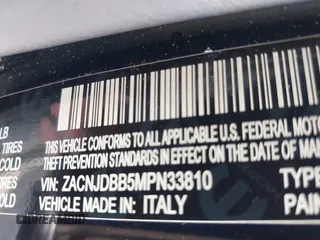 LB
TIRES
COLD
THIS VEHICLE CONFORMS TO ALL APPLICABLE U.S. FEDERAL MOTOR
THEFT PREVENTION STANDARDS IN EFFECT ON THE DATE OF MA
TIRES
COLD
VIN: ZACNJDBB5MPN33810 TYPE
VEHICLE MADE IN: ITALY PAIN